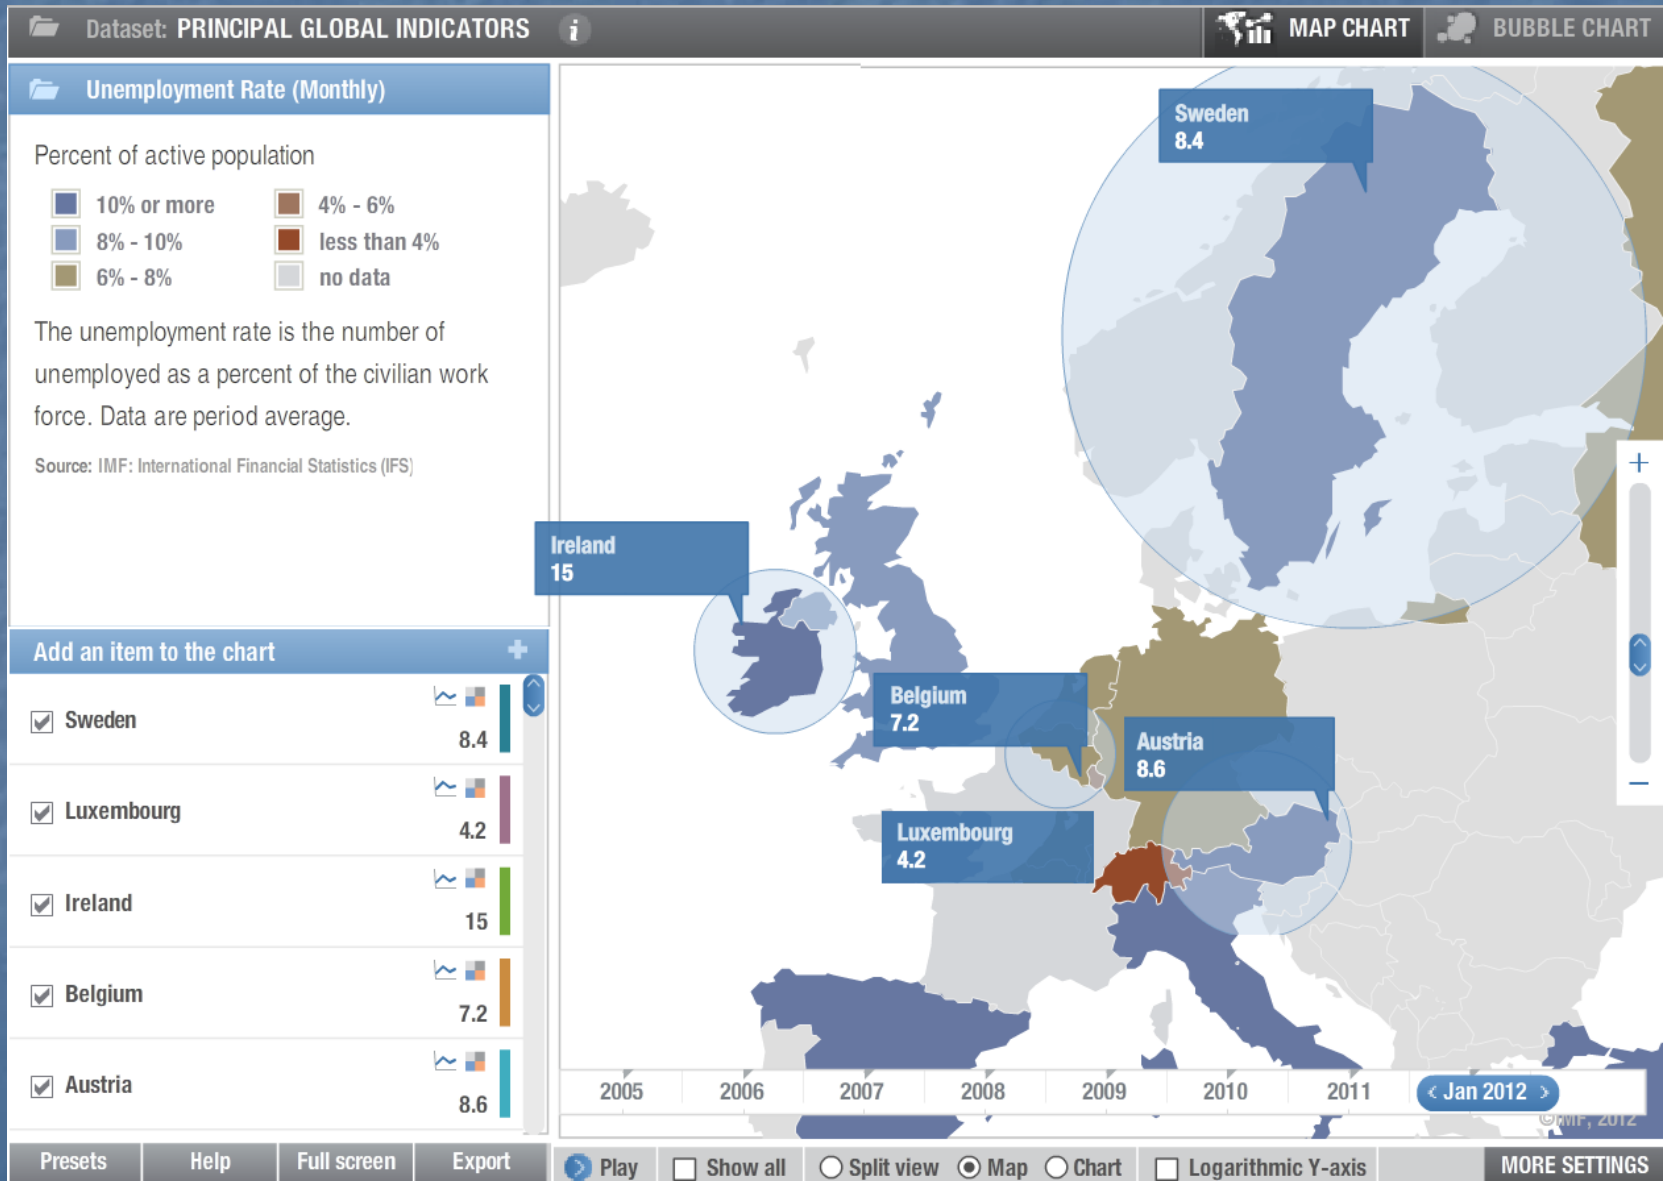 Dataset: PRINCIPAL GLOBAL INDICATORS i
MAP CHART
BUBBLE CHART
Unemployment Rate (Monthly)
Percent of active population
10% or more
4% - 6%
8% - 10%
less than 4%
6% - 8%
no data
The unemployment rate is the number of
unemployed as a percent of the civilian work
force. Data are period average.
Source: IMF: International Financial Statistics (IFS)
Add an item to the chart +
Sweden
8.4
Luxembourg
4.2
Ireland
15
Belgium
7.2
Austria
8.6
Sweden
8.4
Ireland
15
Belgium
7.2
Austria
8.6
Luxembourg
4.2
+
−
2005 2006 2007 2008 2009 2010 2011 < Jan 2012 >
©IMF, 2012
Presets Help Full screen Export
Play Show all Split view Map Chart Logarithmic Y-axis MORE SETTINGS